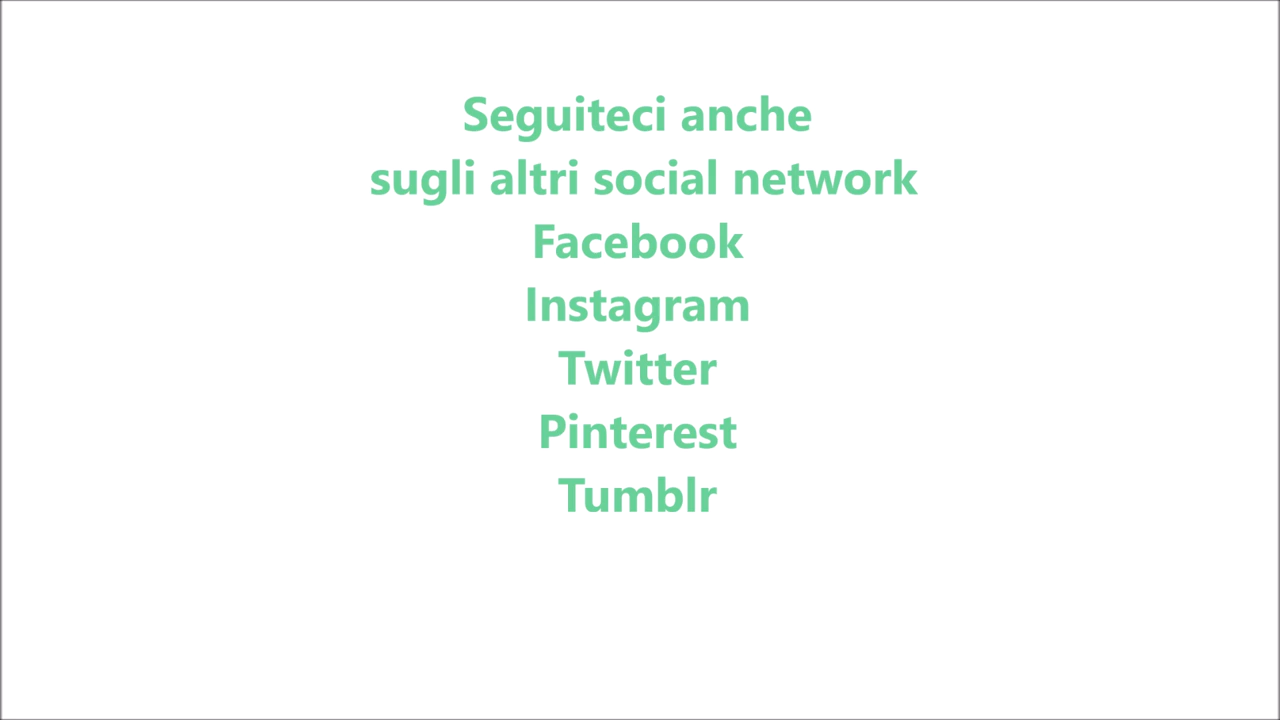 Seguiteci anche
sugli altri social network
Facebook
Instagram
Twitter
Pinterest
Tumblr